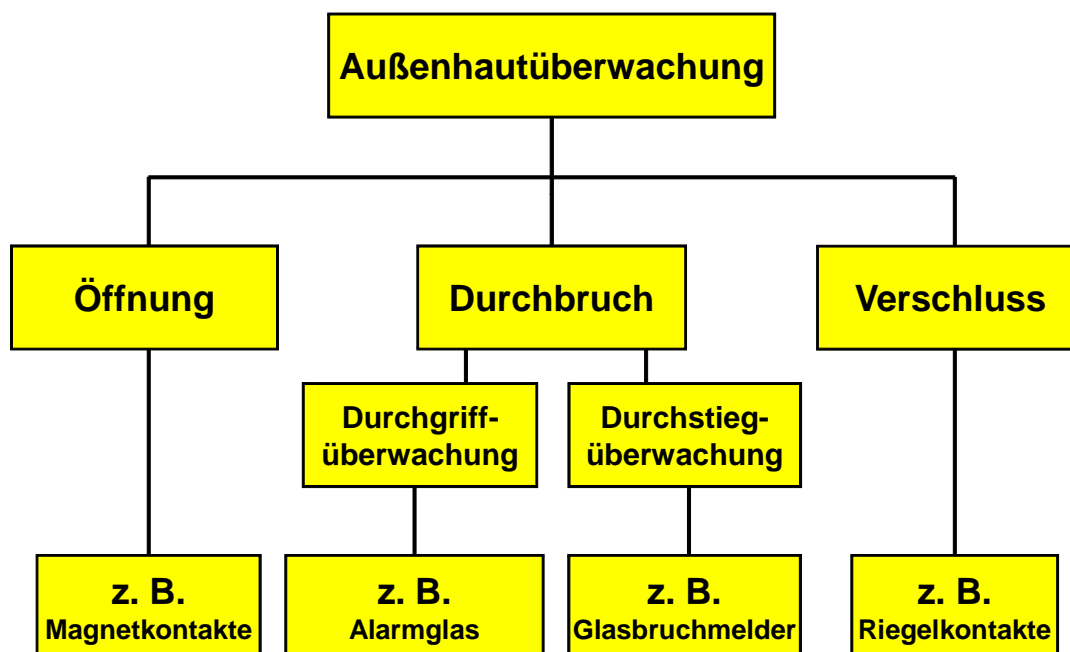 Außenhautüberwachung
Öffnung
Durchbruch
Verschluss
Durchgriff-
überwachung
Durchstieg-
überwachung
z. B.
Magnetkontakte
z. B.
Alarmglas
z. B.
Glasbruchmelder
z. B.
Riegelkontakte